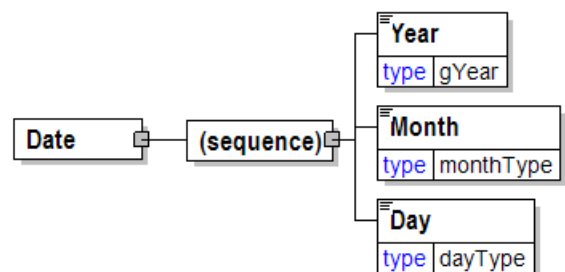 Year
type gYear
Date
(sequence)
Month
type monthType
Day
type dayType